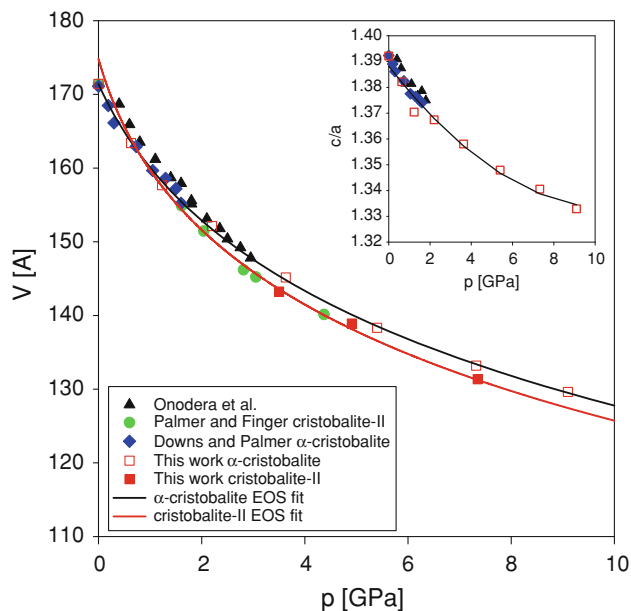 180
170
160
150
140
130
120
110
V [A]
0
2
4
6
8
10
p [GPa]
1.40
1.39
1.38
1.37
1.36
1.35
1.34
1.33
1.32
c/a
0 2 4 6 8 10
p [GPa]
Onodera et al.
Palmer and Finger cristobalite-II
Downs and Palmer α-cristobalite
This work α-cristobalite
This work cristobalite-II
α-cristobalite EOS fit
cristobalite-II EOS fit